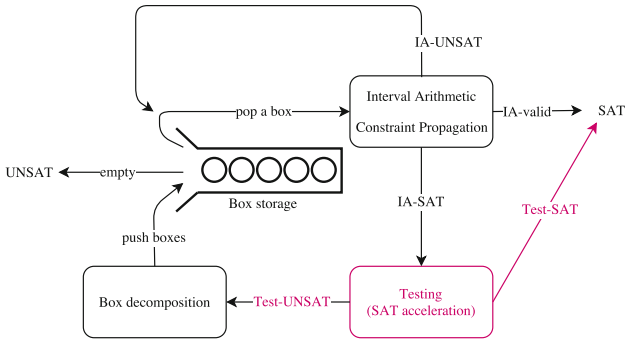 IA-UNSAT
pop a box
Interval Arithmetic
Constraint Propagation
IA-valid
SAT
UNSAT
empty
Box storage
IA-SAT
Test-SAT
push boxes
Box decomposition
Test-UNSAT
Testing
(SAT acceleration)